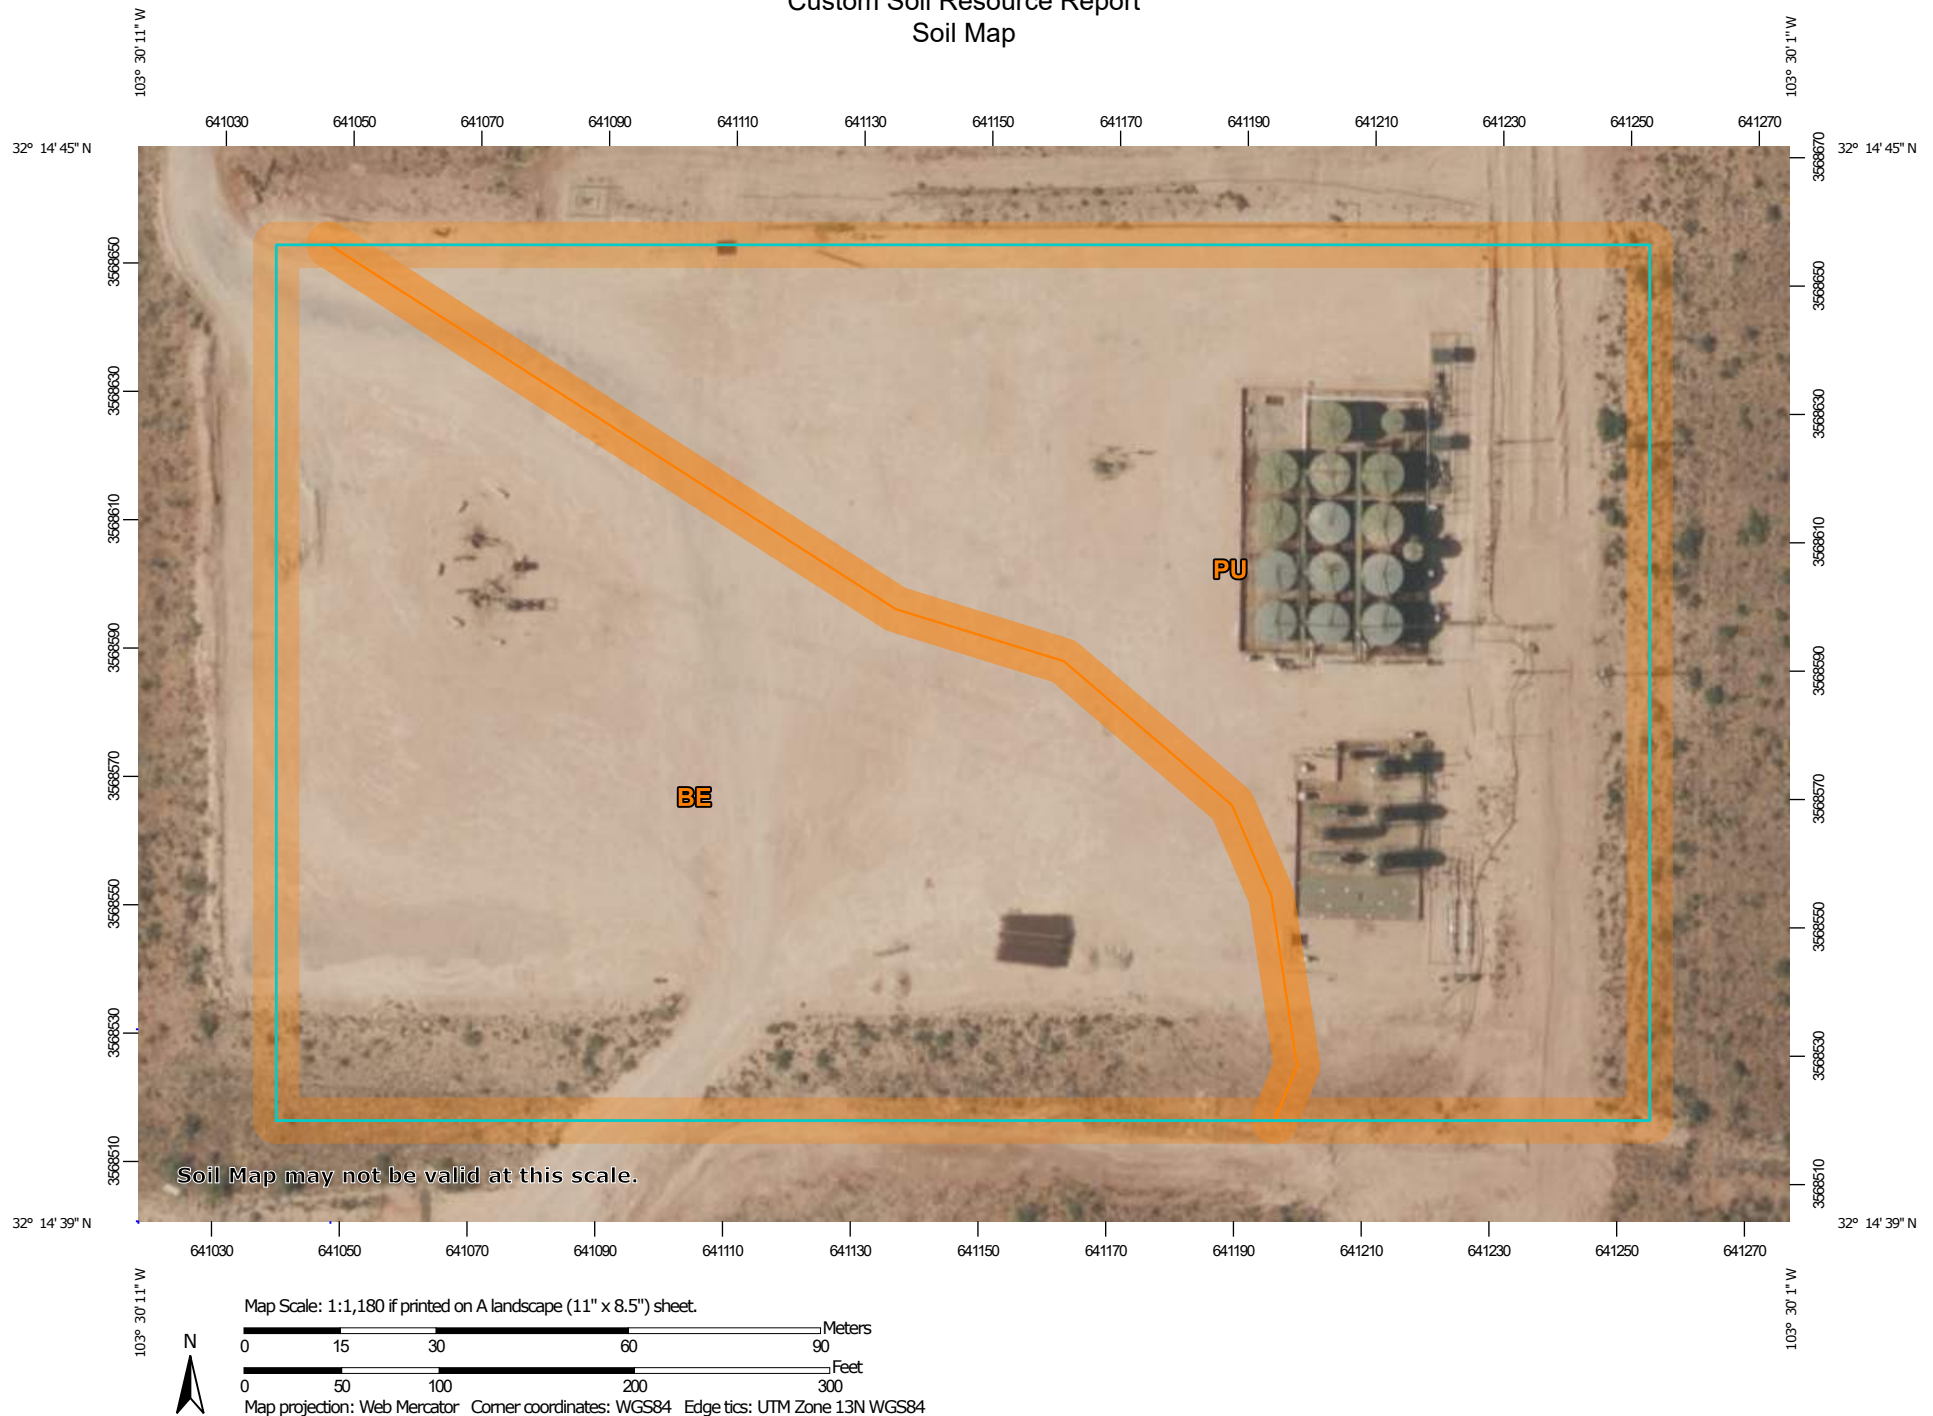 Custom Soil Resource Report
Soil Map
103° 30' 11" W
103° 30' 1" W
641030 641050 641070 641090 641110 641130 641150 641170 641190 641210 641230 641250 641270
32° 14' 45" N
32° 14' 45" N
3568670
3568650
3568650
3568630
3568630
3568610
3568610
PU
3568590
3568590
3568570
3568570
BE
3568550
3568550
3568530
3568530
3568510
3568510
Soil Map may not be valid at this scale.
32° 14' 39" N
32° 14' 39" N
641030 641050 641070 641090 641110 641130 641150 641170 641190 641210 641230 641250 641270
103° 30' 11" W
103° 30' 1" W
Map Scale: 1:1,180 if printed on A landscape (11" x 8.5") sheet.
Meters
0 15 30 60 90
N
Feet
0 50 100 200 300
Map projection: Web Mercator Corner coordinates: WGS84 Edge tics: UTM Zone 13N WGS84